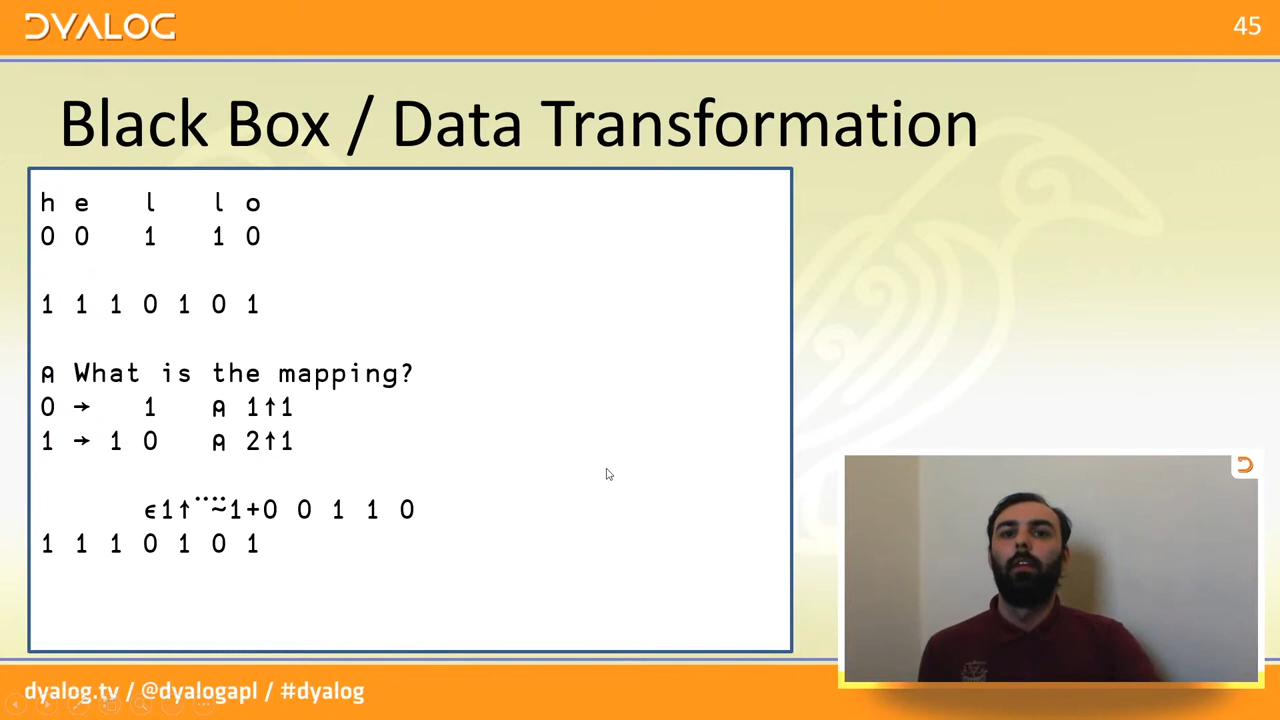 DYALOG
45
Black Box / Data Transformation
h e   l   l o
0 0   1   1 0
1 1 1 0 1 0 1
⍝ What is the mapping?
0 →   1   ⍝ 1↑1
1 → 1 0   ⍝ 2↑1
∊1↑¨⍨1+0 0 1 1 0
1 1 1 0 1 0 1
dyalog.tv / @dyalogapl / #dyalog